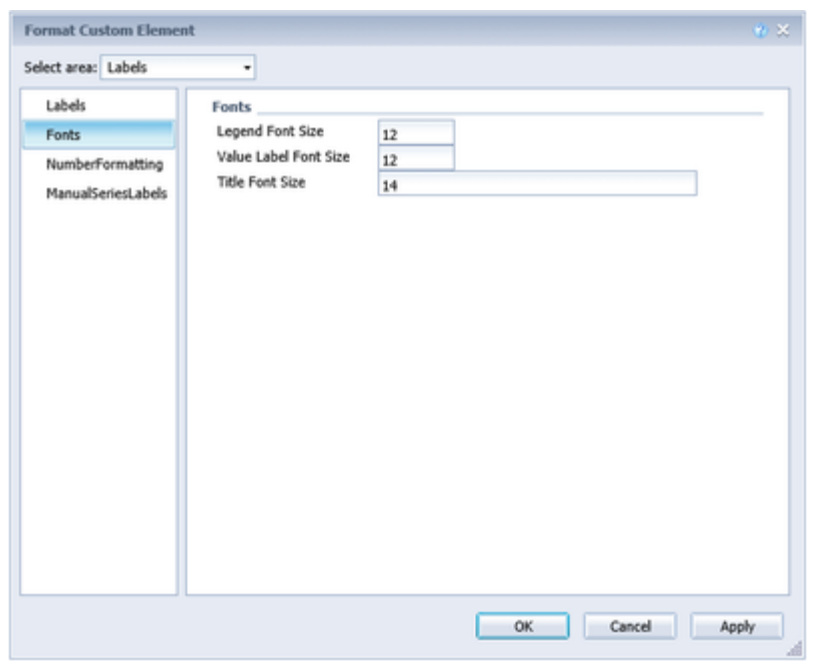 Format Custom Element
Select area: Labels
Labels
Fonts
NumberFormatting
ManualSeriesLabels
Fonts
Legend Font Size 12
Value Label Font Size 12
Title Font Size 14
OK Cancel Apply